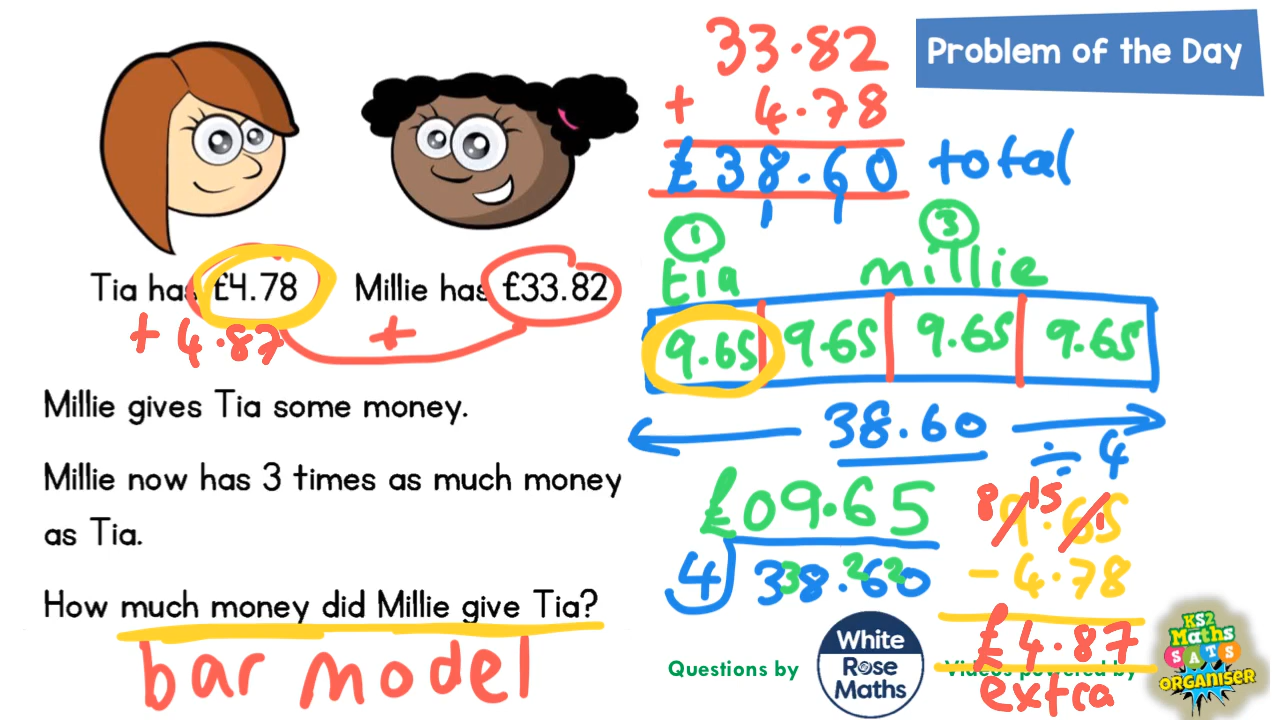 Problem of the Day
Tia has £4.78
Millie has £33.82
+ 4.87
+
Millie gives Tia some money.
Millie now has 3 times as much money
as Tia.
How much money did Millie give Tia?
bar model
33.82
+ 4.78
£38.60 total
1 1
1 3
tia millie
9.65 9.65 9.65 9.65
38.60 ÷ 4
£09.65
4 3 38.2620
8 15 1
9.65
- 4.78
£4.87
extra
Questions by
White
Rose
Maths
Videos powered by
KS2
Maths
SATS
ORGANISER